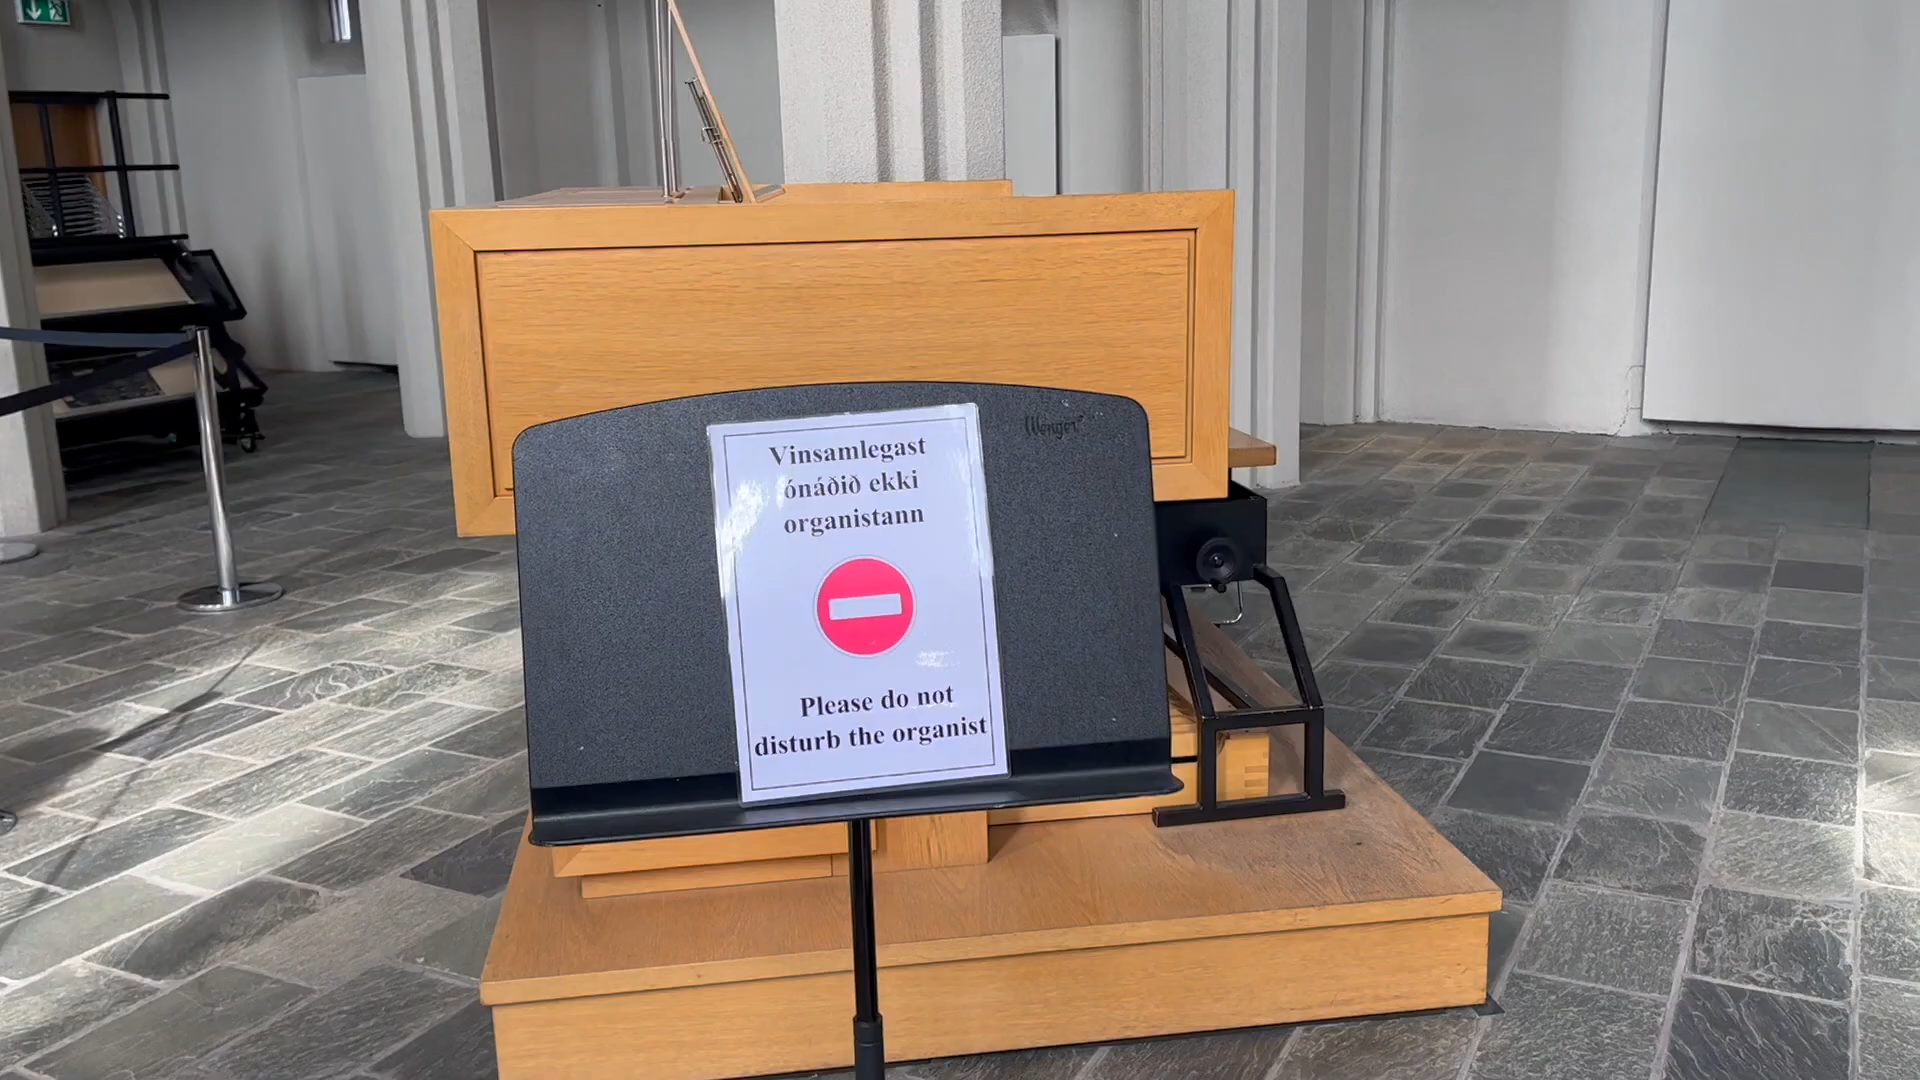 Wenger
Vinsamlegast
ónáðið ekki
organistann
Please do not
disturb the organist